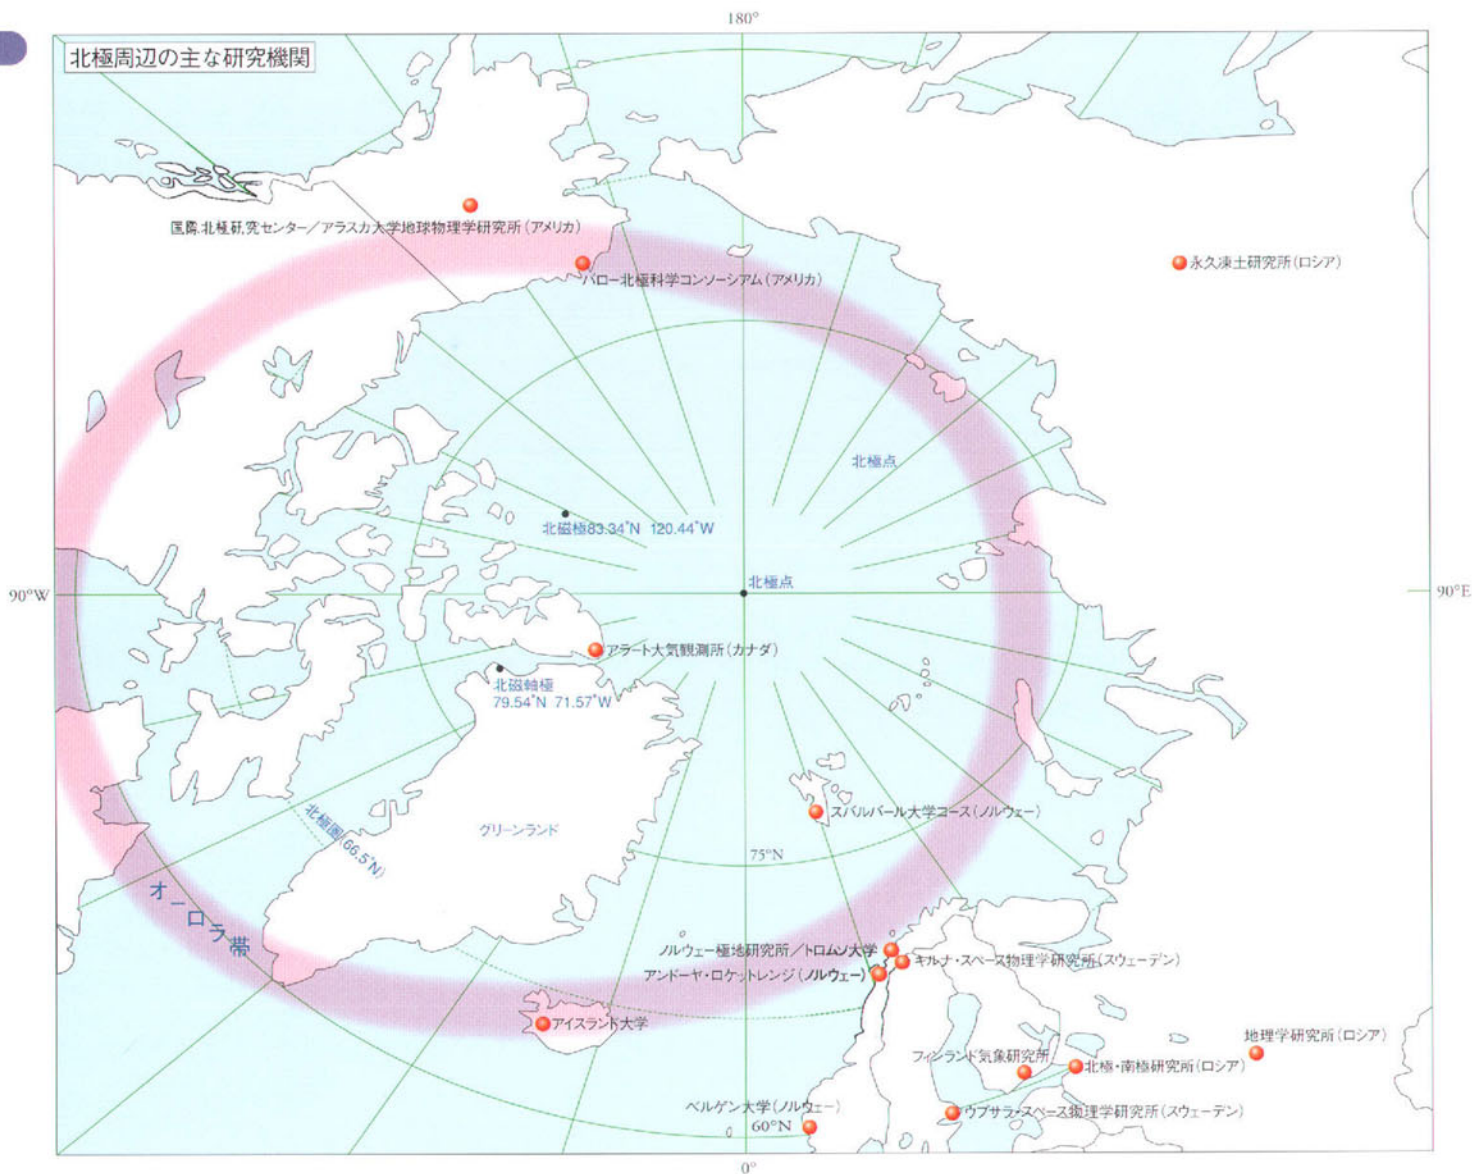 180°
北極周辺の主な研究機関
国際北極研究センター／アラスカ大学地球物理学研究所(アメリカ)
永久凍土研究所(ロシア)
バロー北極科学コンソーシアム(アメリカ)
北極点
北磁極83.34°N 120.44°W
北極点
90°W
90°E
アラート大気観測所(カナダ)
北磁軸極
79.54°N 71.57°W
スバルバール大学コース(ノルウェー)
北極圏(66.5°N)
グリーンランド
75°N
オーロラ帯
ノルウェー極地研究所／トロムソ大学
キルナ・スペース物理学研究所(スウェーデン)
アンドーヤ・ロケットレンジ(ノルウェー)
アイスランド大学
地理学研究所(ロシア)
フィンランド気象研究所
北極・南極研究所(ロシア)
ベルゲン大学(ノルウェー)
ウプサラ・スペース物理学研究所(スウェーデン)
60°N
0°